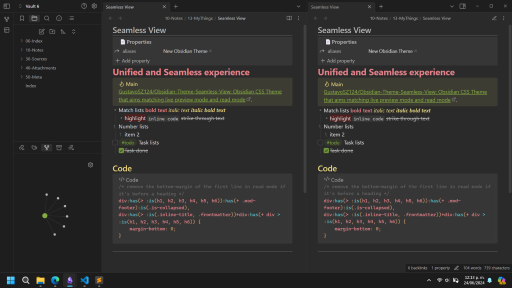 Vault 6
00-Index
10-Notes
30-Sources
40-Attachments
50-Meta
Index
Seamless View
10-Notes / 13-MyThings / Seamless View
Seamless View
Properties
aliases
New Obsidian Theme
+ Add property
Unified and Seamless experience
Main
GustavoSZ124/Obsidian-Theme-Seamless-View: Obsidian CSS Theme
that aims matching live preview mode and read mode
• Match lists bold text italic text italic bold text
• highlight inline code strike through text
1. Number lists
1. item 2
#todo Task lists
Task done
Code
Code
/* remove the bottom-margin of the first line in read mode if
it's before a heading */
div:has(> :is(h1, h2, h3, h4, h5, h6)):has(+ .mod-
footer):is(.is-collapsed),
div:has(> :is(.inline-title, .frontmatter))+div:has(+ div >
:is(h1, h2, h3, h4, h5, h6)) {
margin-bottom: 0;
}
Seamless View
10-Notes / 13-MyThings / Seamless View
Seamless View
Properties
aliases
New Obsidian Theme
+ Add property
Unified and Seamless experience
Main
GustavoSZ124/Obsidian-Theme-Seamless-View: Obsidian CSS Theme
that aims matching live preview mode and read mode
• Match lists bold text italic text italic bold text
• highlight inline code strike through text
1. Number lists
1. item 2
#todo Task lists
Task done
Code
Code
/* remove the bottom-margin of the first line in read mode if
it's before a heading */
div:has(> :is(h1, h2, h3, h4, h5, h6)):has(+ .mod-
footer):is(.is-collapsed),
div:has(> :is(.inline-title, .frontmatter))+div:has(+ div >
:is(h1, h2, h3, h4, h5, h6)) {
margin-bottom: 0;
}
0 backlinks 1 property 104 words 739 characters
12:13 p. m.
24/06/2024